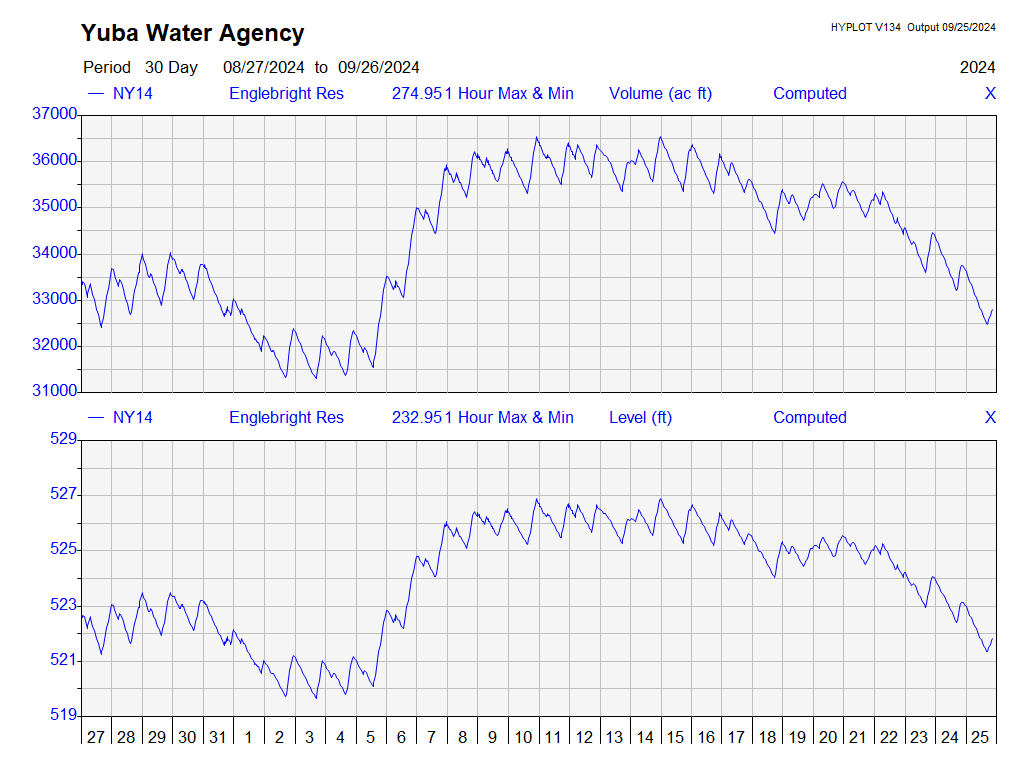 Yuba Water Agency
HYPLOT V134 Output 09/25/2024
Period 30 Day 08/27/2024 to 09/26/2024 2024
NY14 Englebright Res 274.951 Hour Max & Min Volume (ac ft) Computed X
37000
36000
35000
34000
33000
32000
31000
NY14 Englebright Res 232.951 Hour Max & Min Level (ft) Computed X
529
527
525
523
521
519
27 28 29 30 31 1 2 3 4 5 6 7 8 9 10 11 12 13 14 15 16 17 18 19 20 21 22 23 24 25